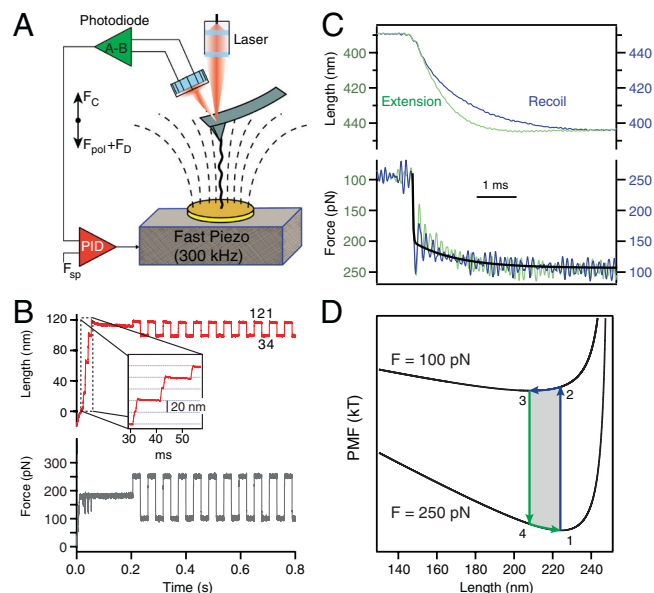 A
Photodiode
A-B
Laser
F_C
F_pol+F_D
PID
F_sp
Fast Piezo
(300 kHz)
B
Length (nm)
120
80
40
0
121
34
20 nm
30 40 50
ms
Force (pN)
300
200
100
0
0.0 0.2 0.4 0.6 0.8
Time (s)
C
Length (nm)
400
420
440
Extension
Recoil
400
420
440
Force (pN)
100
150
200
250
1 ms
250
200
150
100
D
PMF (kT)
F = 100 pN
3
2
F = 250 pN
4
1
140 160 180 200 220 240
Length (nm)